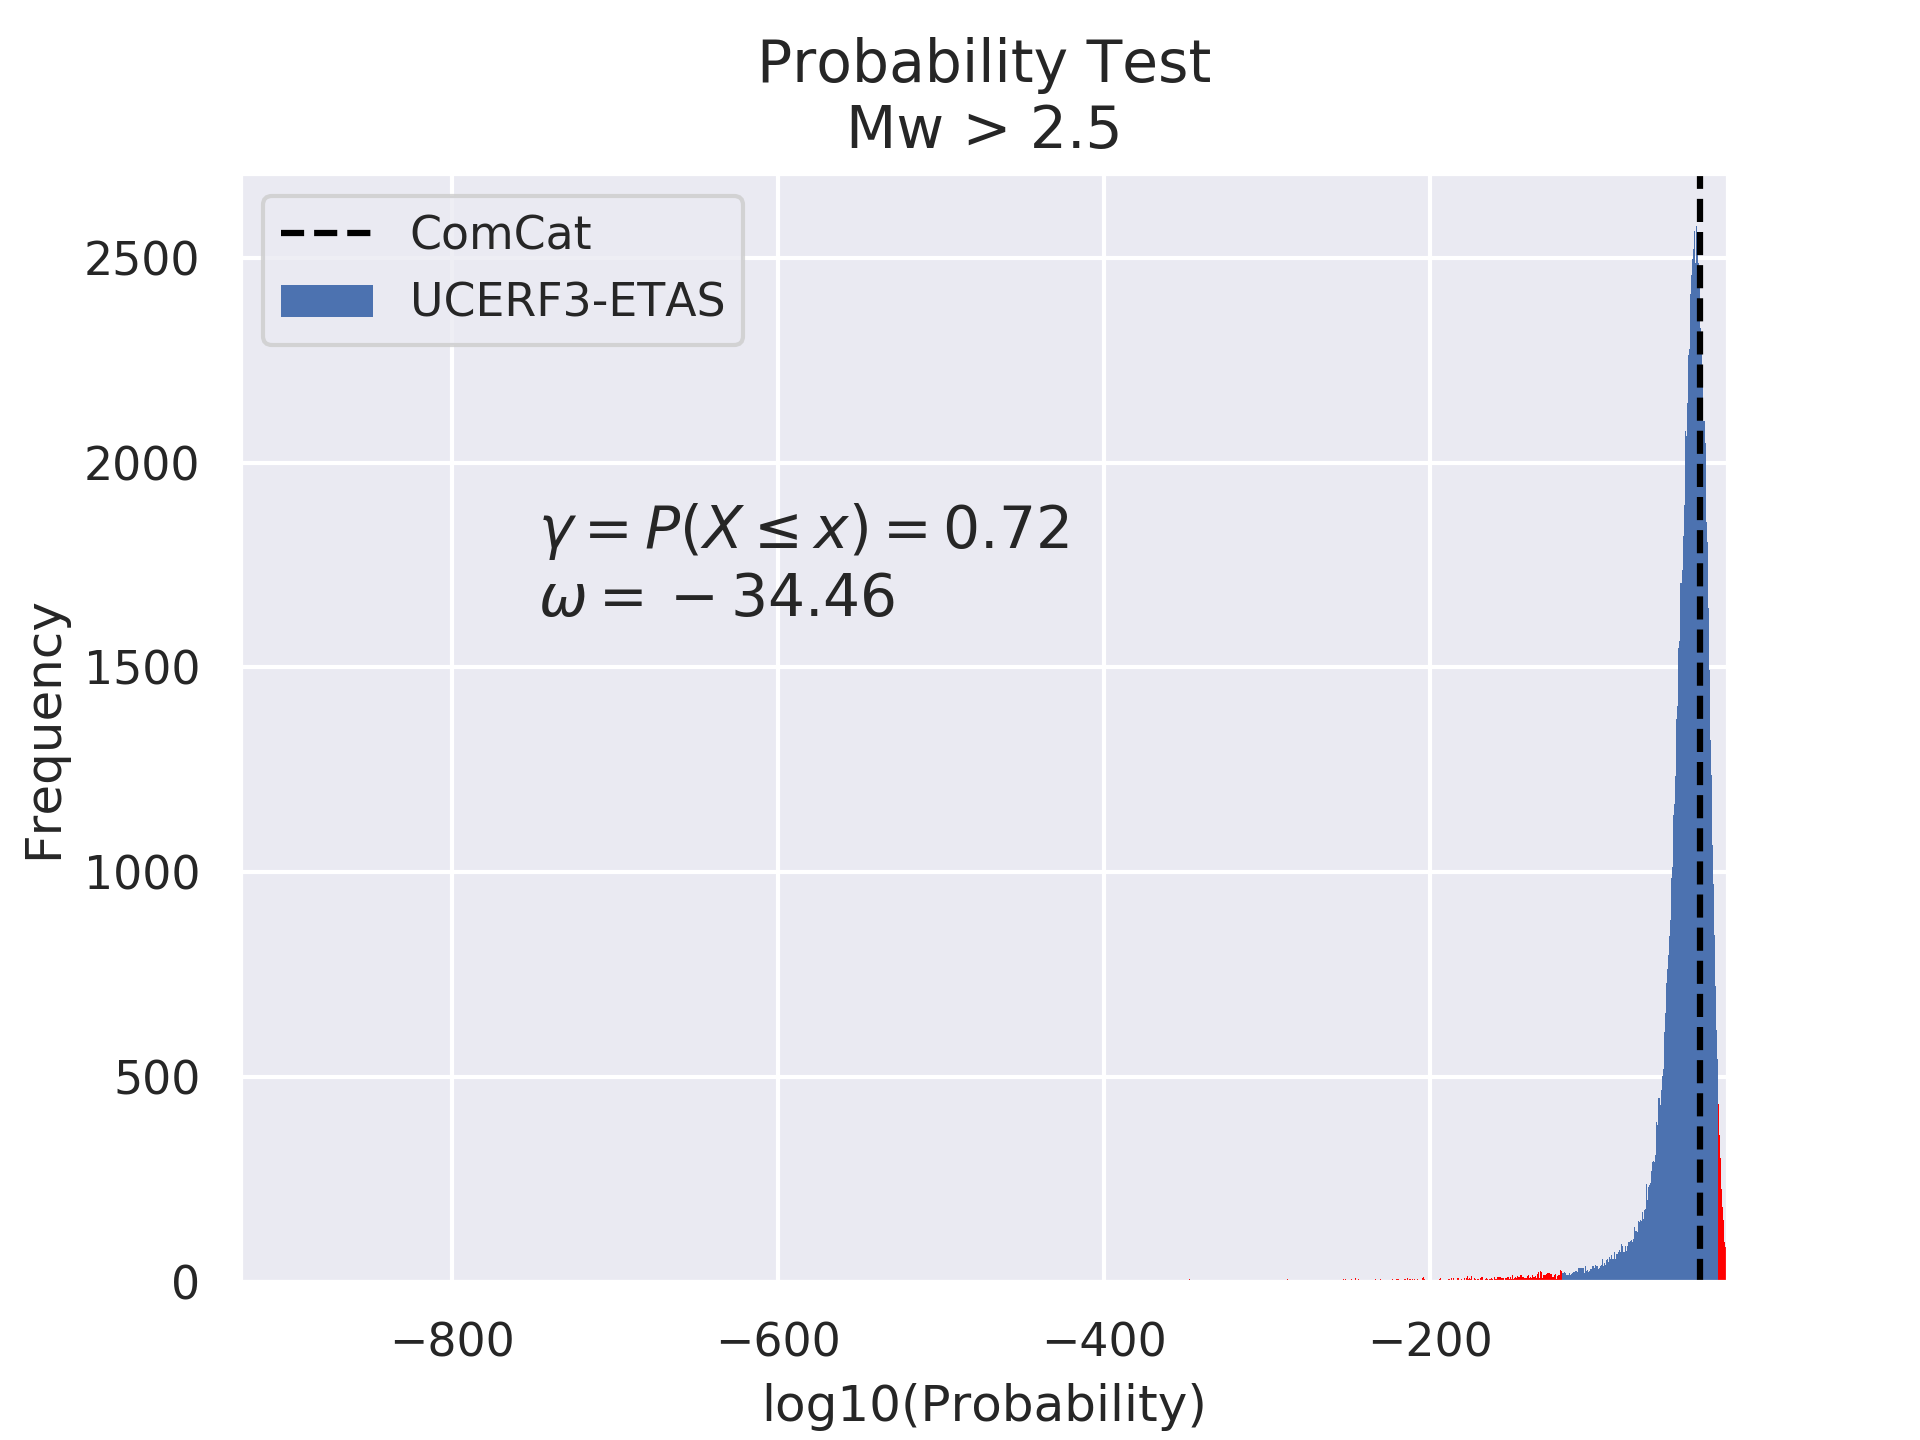 Probability Test
Mw > 2.5
ComCat
UCERF3-ETAS
γ = P(X ≤ x) = 0.72
ω = − 34.46
Frequency
2500
2000
1500
1000
500
0
−800 −600 −400 −200
log10(Probability)